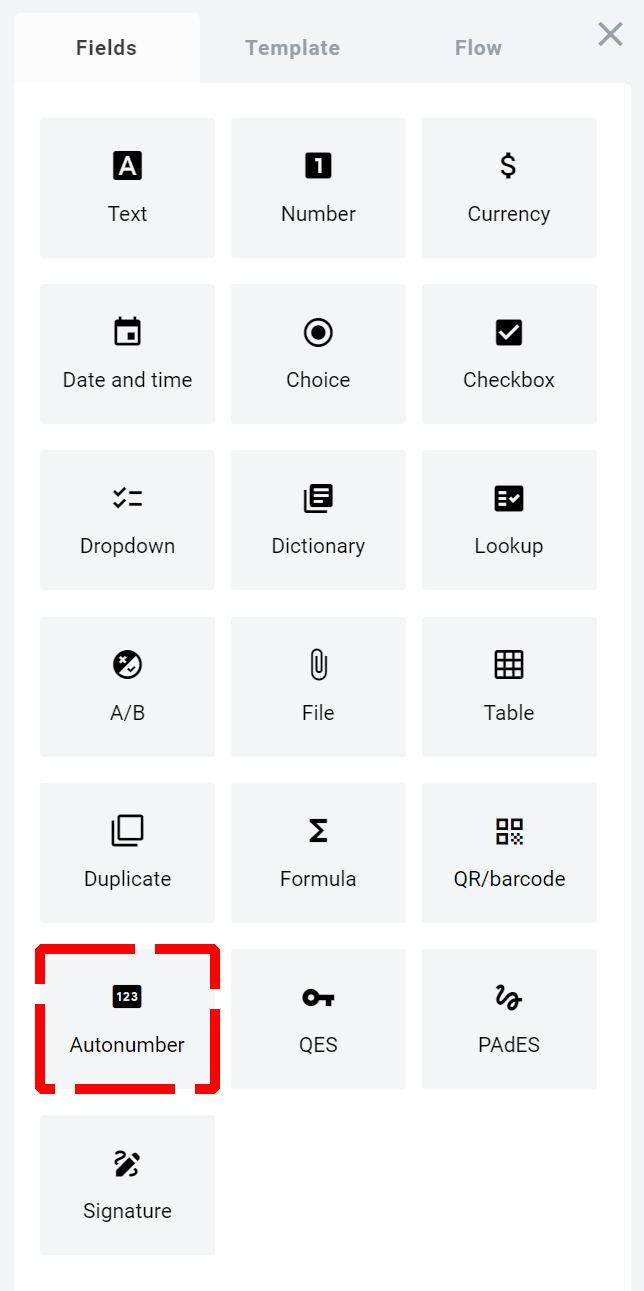 Fields
Template
Flow
Text
Number
Currency
Date and time
Choice
Checkbox
Dropdown
Dictionary
Lookup
A/B
File
Table
Duplicate
Formula
QR/barcode
123
Autonumber
QES
PAdES
Signature